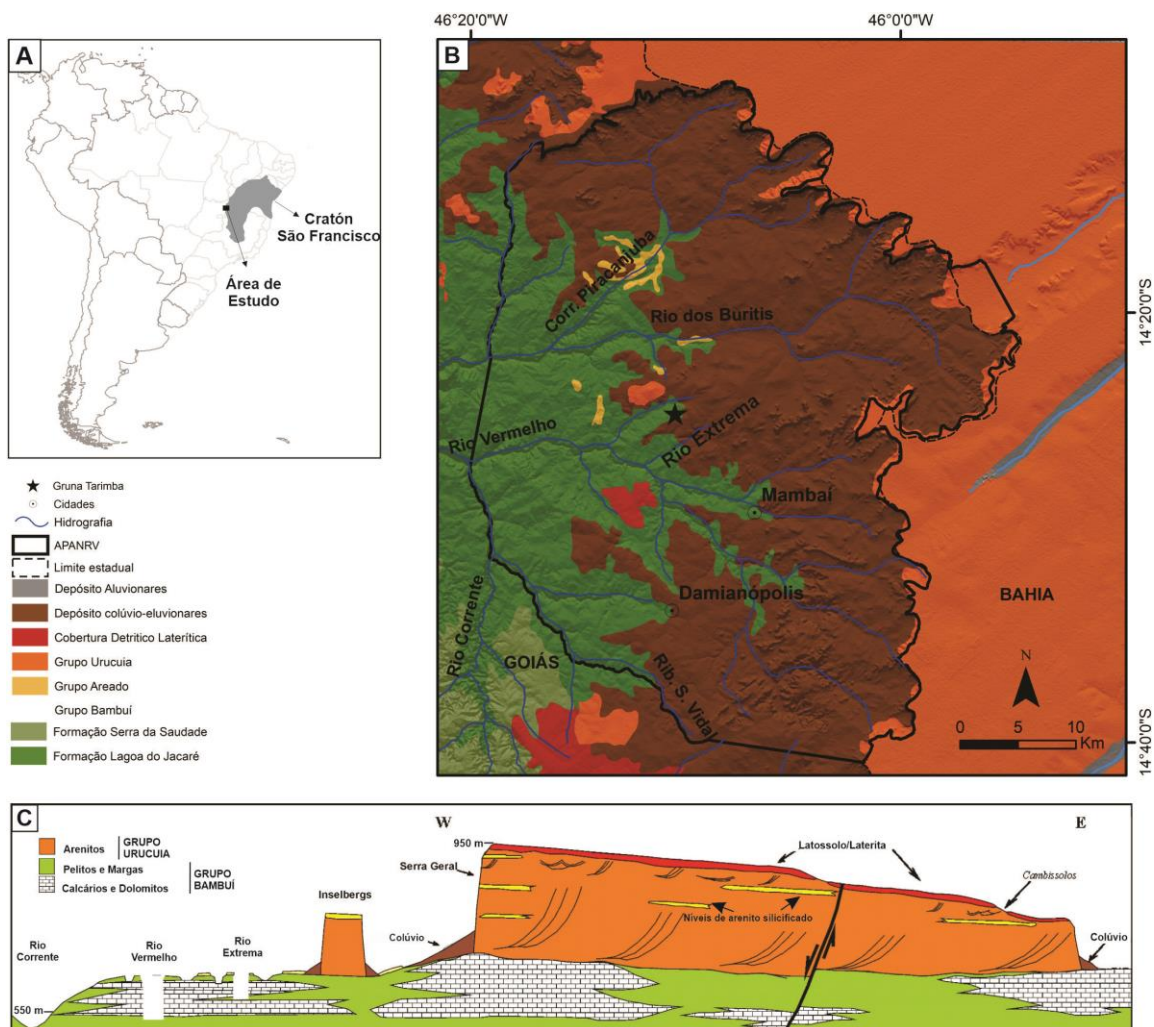 A
Cratón
São Francisco
Área de
Estudo
46°20'0"W
46°0'0"W
B
Corr. Piracanjuba
Rio dos Buritis
14°20'0"S
Rio Vermelho
Rio Extrema
Mambaí
Damianópolis
BAHIA
Rio Corrente
GOIÁS
Rib. S. Vidal
N
0 5 10
Km
14°40'0"S
Gruna Tarimba
Cidades
Hidrografia
APANRV
Limite estadual
Depósito Aluvionares
Depósito colúvio-eluvionares
Cobertura Detritico Laterítica
Grupo Urucuia
Grupo Areado
Grupo Bambuí
Formação Serra da Saudade
Formação Lagoa do Jacaré
C
Arenitos
GRUPO
URUCUIA
Pelitos e Margas
Calcários e Dolomitos
GRUPO
BAMBUÍ
W
E
950 m
Serra Geral
Latossolo/Laterita
Cambissolos
Inselbergs
Níveis de arenito silicificado
Colúvio
Colúvio
Rio
Corrente
Rio
Vermelho
Rio
Extrema
550 m